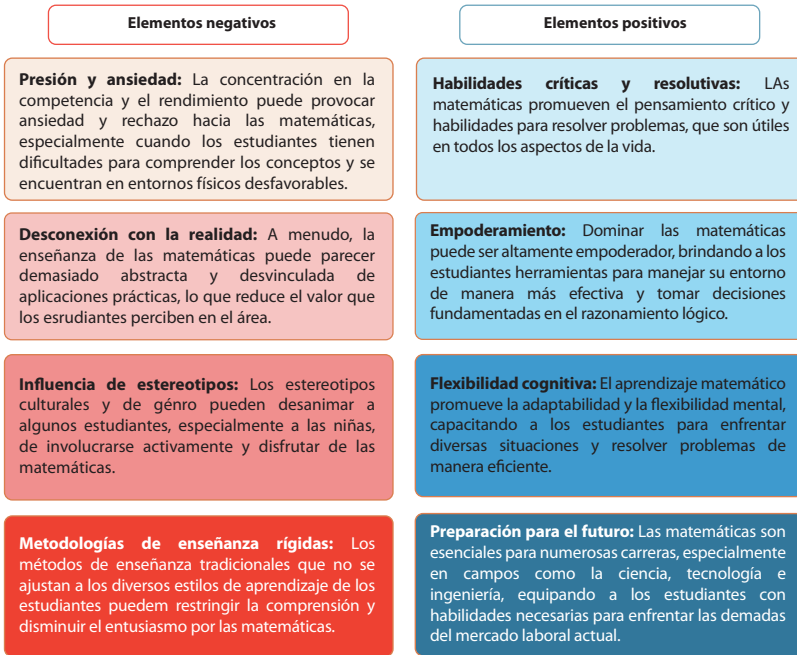 Elementos negativos
Presión y ansiedad: La concentración en la
competencia y el rendimiento puede provocar
ansiedad y rechazo hacia las matemáticas,
especialmente cuando los estudiantes tienen
dificultades para comprender los conceptos y se
encuentran en entornos físicos desfavorables.
Desconexión con la realidad: A menudo, la
enseñanza de las matemáticas puede parecer
demasiado abstracta y desvinculada de
aplicaciones prácticas, lo que reduce el valor que
los esrudiantes perciben en el área.
Influencia de estereotipos: Los estereotipos
culturales y de génro pueden desanimar a
algunos estudiantes, especialmente a las niñas,
de involucrarse activamente y disfrutar de las
matemáticas.
Metodologías de enseñanza rígidas: Los
métodos de enseñanza tradicionales que no se
ajustan a los diversos estilos de aprendizaje de los
estudiantes puedem restringir la comprensión y
disminuir el entusiasmo por las matemáticas.
Elementos positivos
Habilidades críticas y resolutivas: LAs
matemáticas promueven el pensamiento crítico y
habilidades para resolver problemas, que son útiles
en todos los aspectos de la vida.
Empoderamiento: Dominar las matemáticas
puede ser altamente empoderador, brindando a los
estudiantes herramientas para manejar su entorno
de manera más efectiva y tomar decisiones
fundamentadas en el razonamiento lógico.
Flexibilidad cognitiva: El aprendizaje matemático
promueve la adaptabilidad y la flexibilidad mental,
capacitando a los estudiantes para enfrentar
diversas situaciones y resolver problemas de
manera eficiente.
Preparación para el futuro: Las matemáticas son
esenciales para numerosas carreras, especialmente
en campos como la ciencia, tecnología e
ingeniería, equipando a los estudiantes con
habilidades necesarias para enfrentar las demadas
del mercado laboral actual.